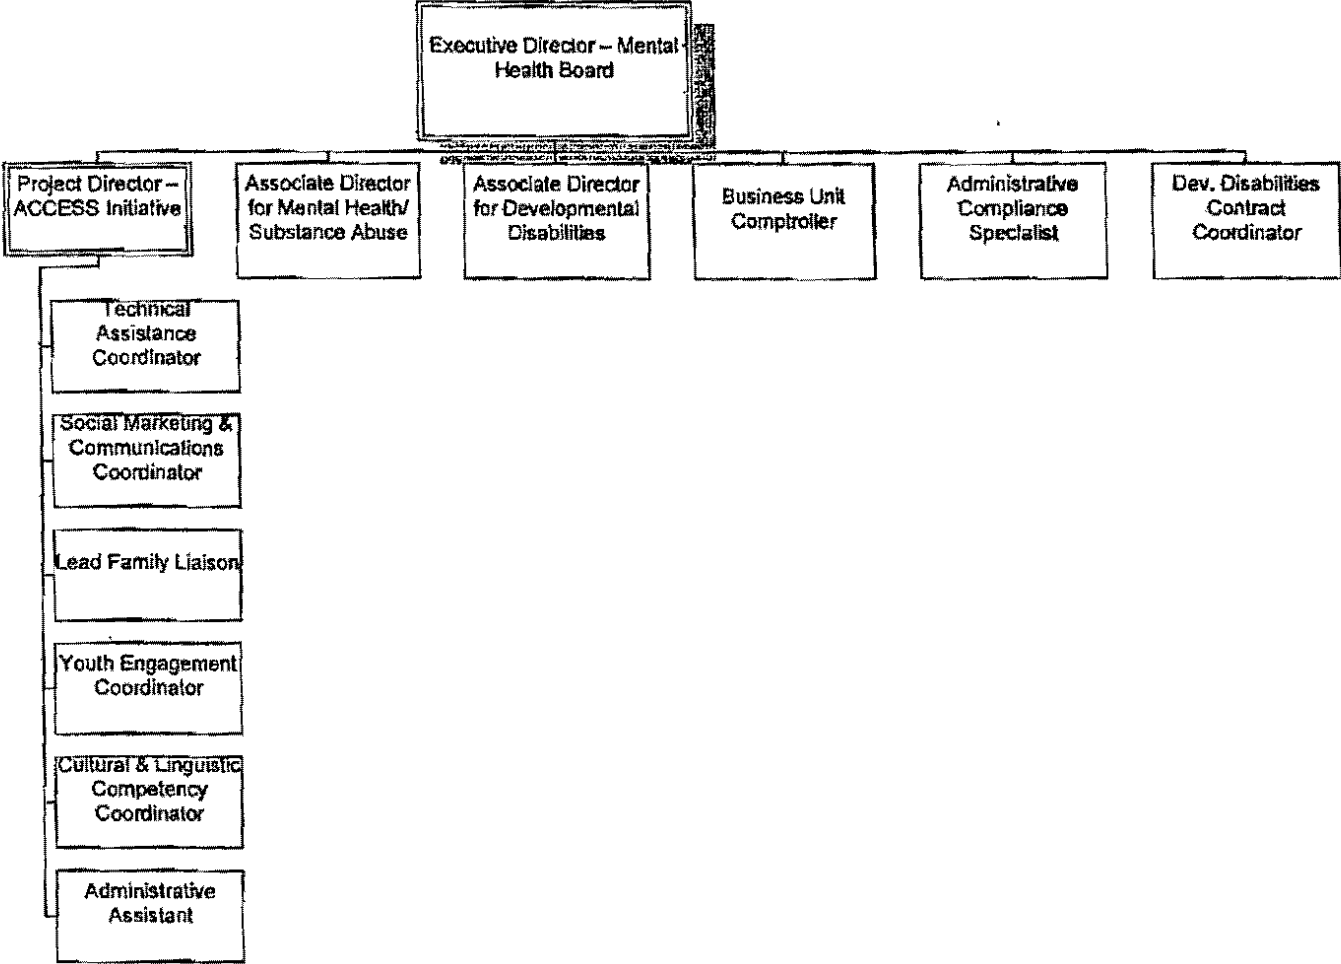 Executive Director – Mental
Health Board
Project Director –
ACCESS Initiative
Associate Director
for Mental Health/
Substance Abuse
Associate Director
for Developmental
Disabilities
Business Unit
Comptroller
Administrative
Compliance
Specialist
Dev. Disabilities
Contract
Coordinator
Technical
Assistance
Coordinator
Social Marketing &
Communications
Coordinator
Lead Family Liaison
Youth Engagement
Coordinator
Cultural & Linguistic
Competency
Coordinator
Administrative
Assistant